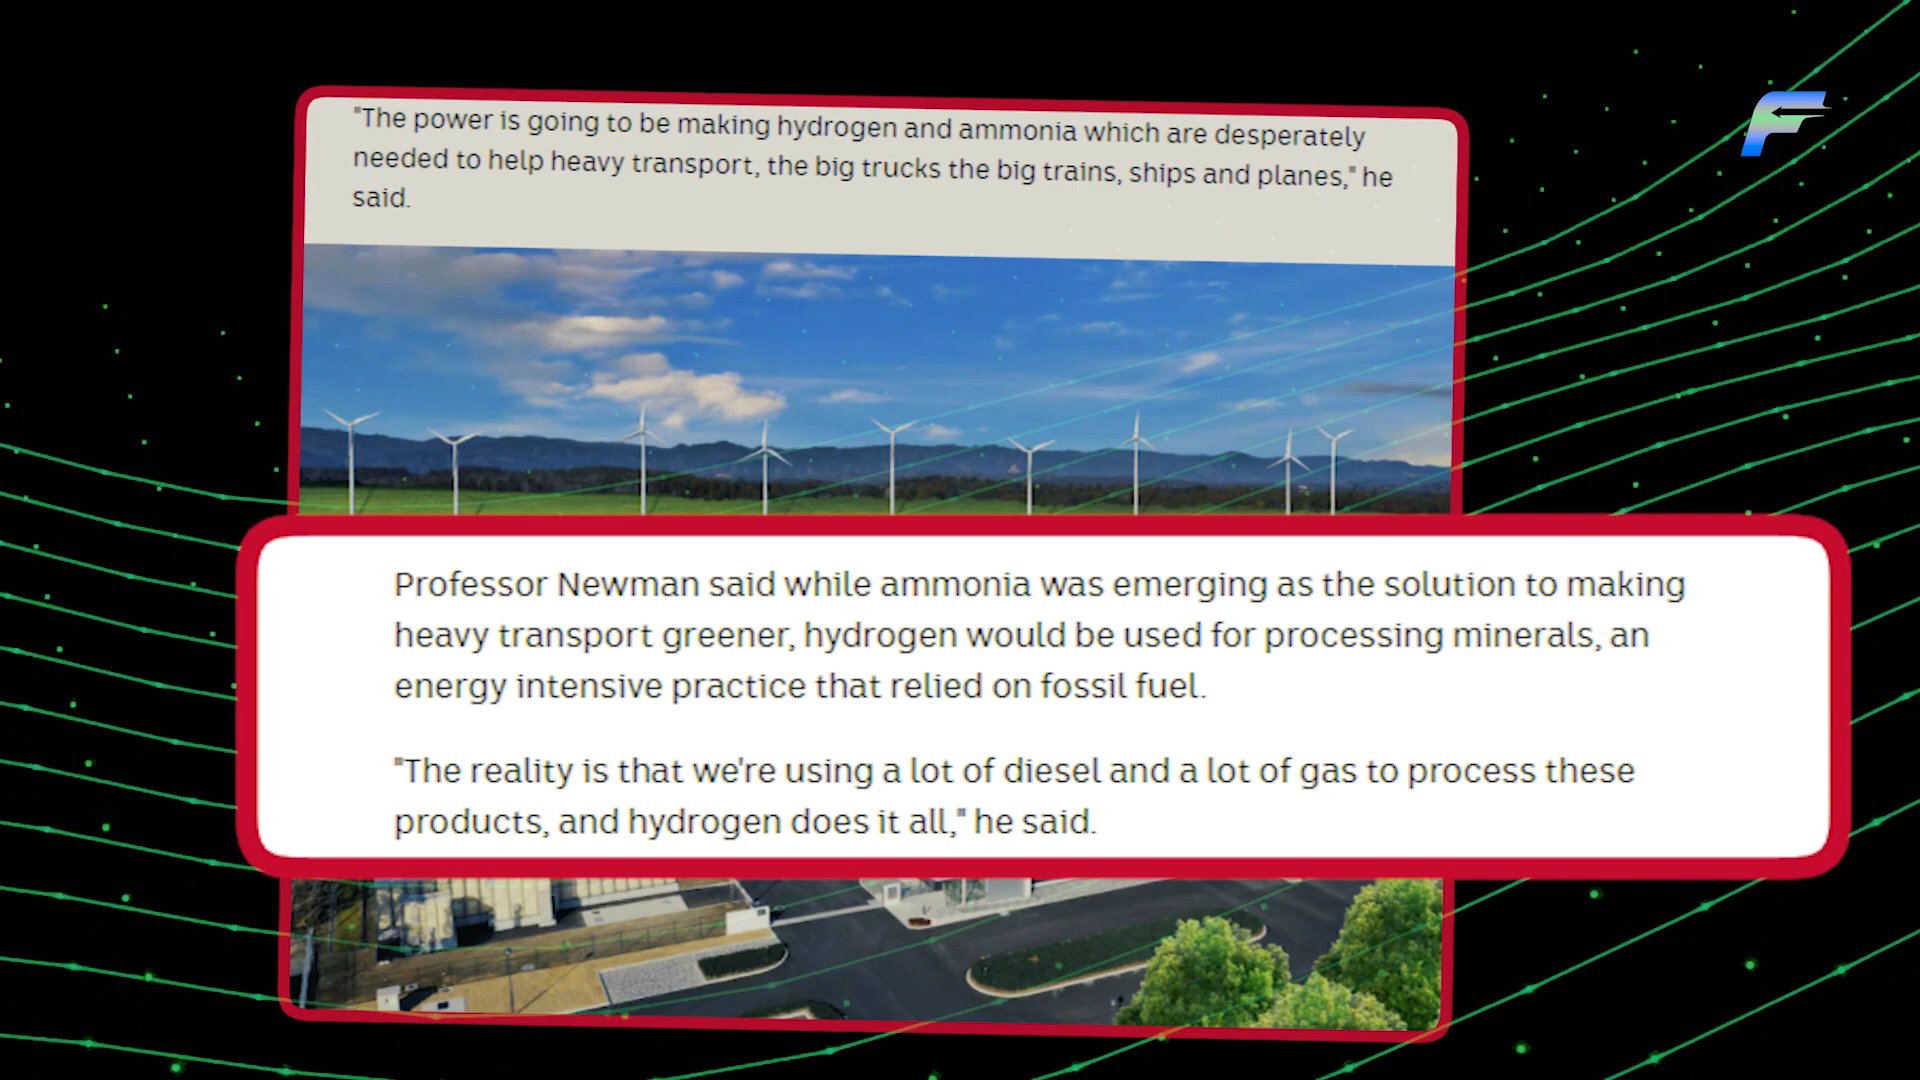 "The power is going to be making hydrogen and ammonia which are desperately
needed to help heavy transport, the big trucks the big trains, ships and planes," he
said.
Professor Newman said while ammonia was emerging as the solution to making
heavy transport greener, hydrogen would be used for processing minerals, an
energy intensive practice that relied on fossil fuel.
"The reality is that we're using a lot of diesel and a lot of gas to process these
products, and hydrogen does it all," he said.